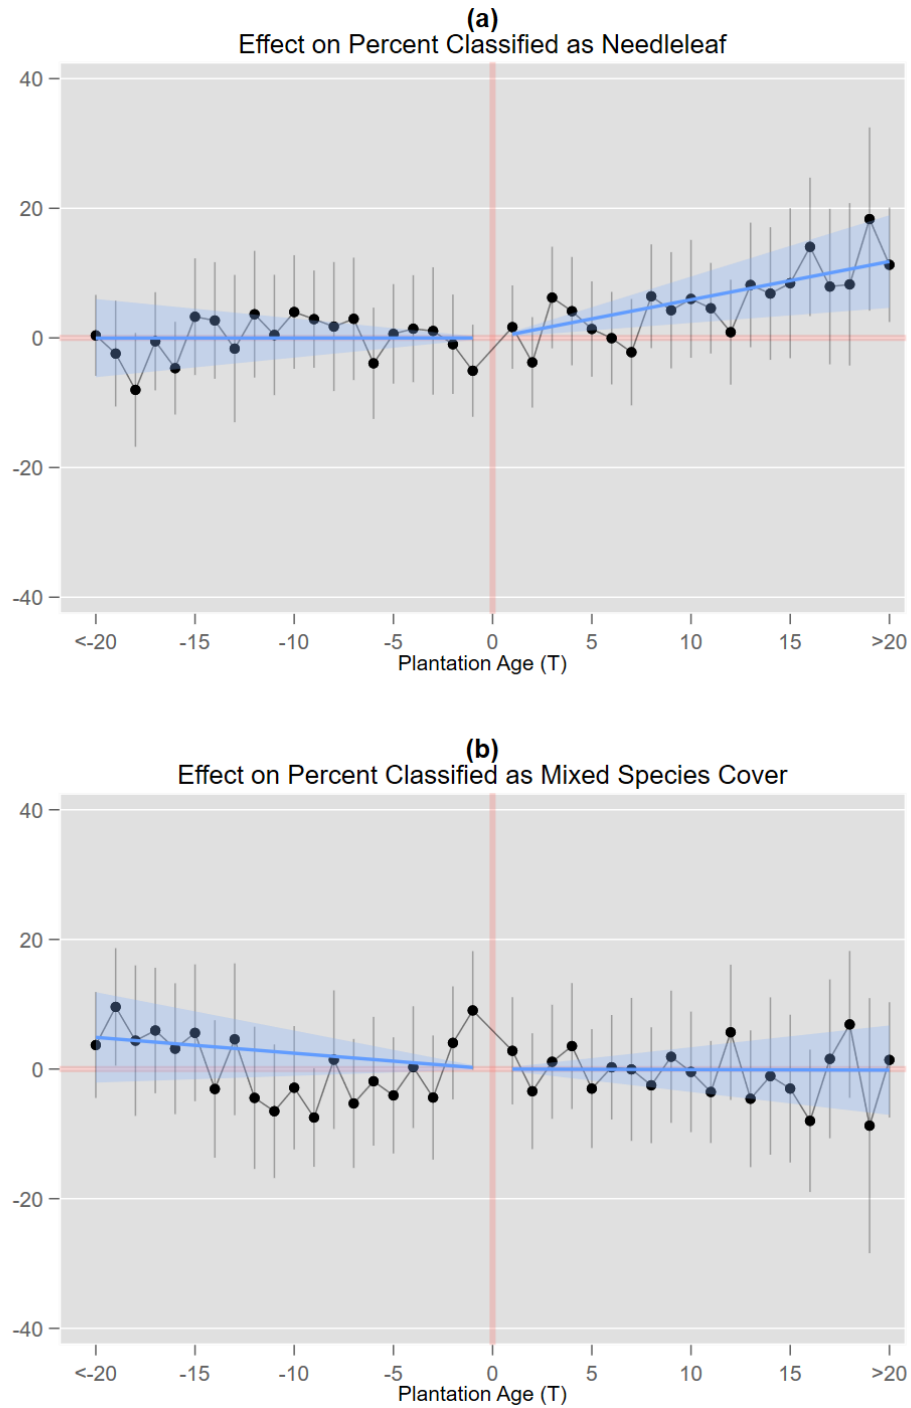 (a)
Effect on Percent Classified as Needleleaf
40
20
0
-20
-40
<-20 -15 -10 -5 0 5 10 15 >20
Plantation Age (T)
(b)
Effect on Percent Classified as Mixed Species Cover
40
20
0
-20
-40
<-20 -15 -10 -5 0 5 10 15 >20
Plantation Age (T)